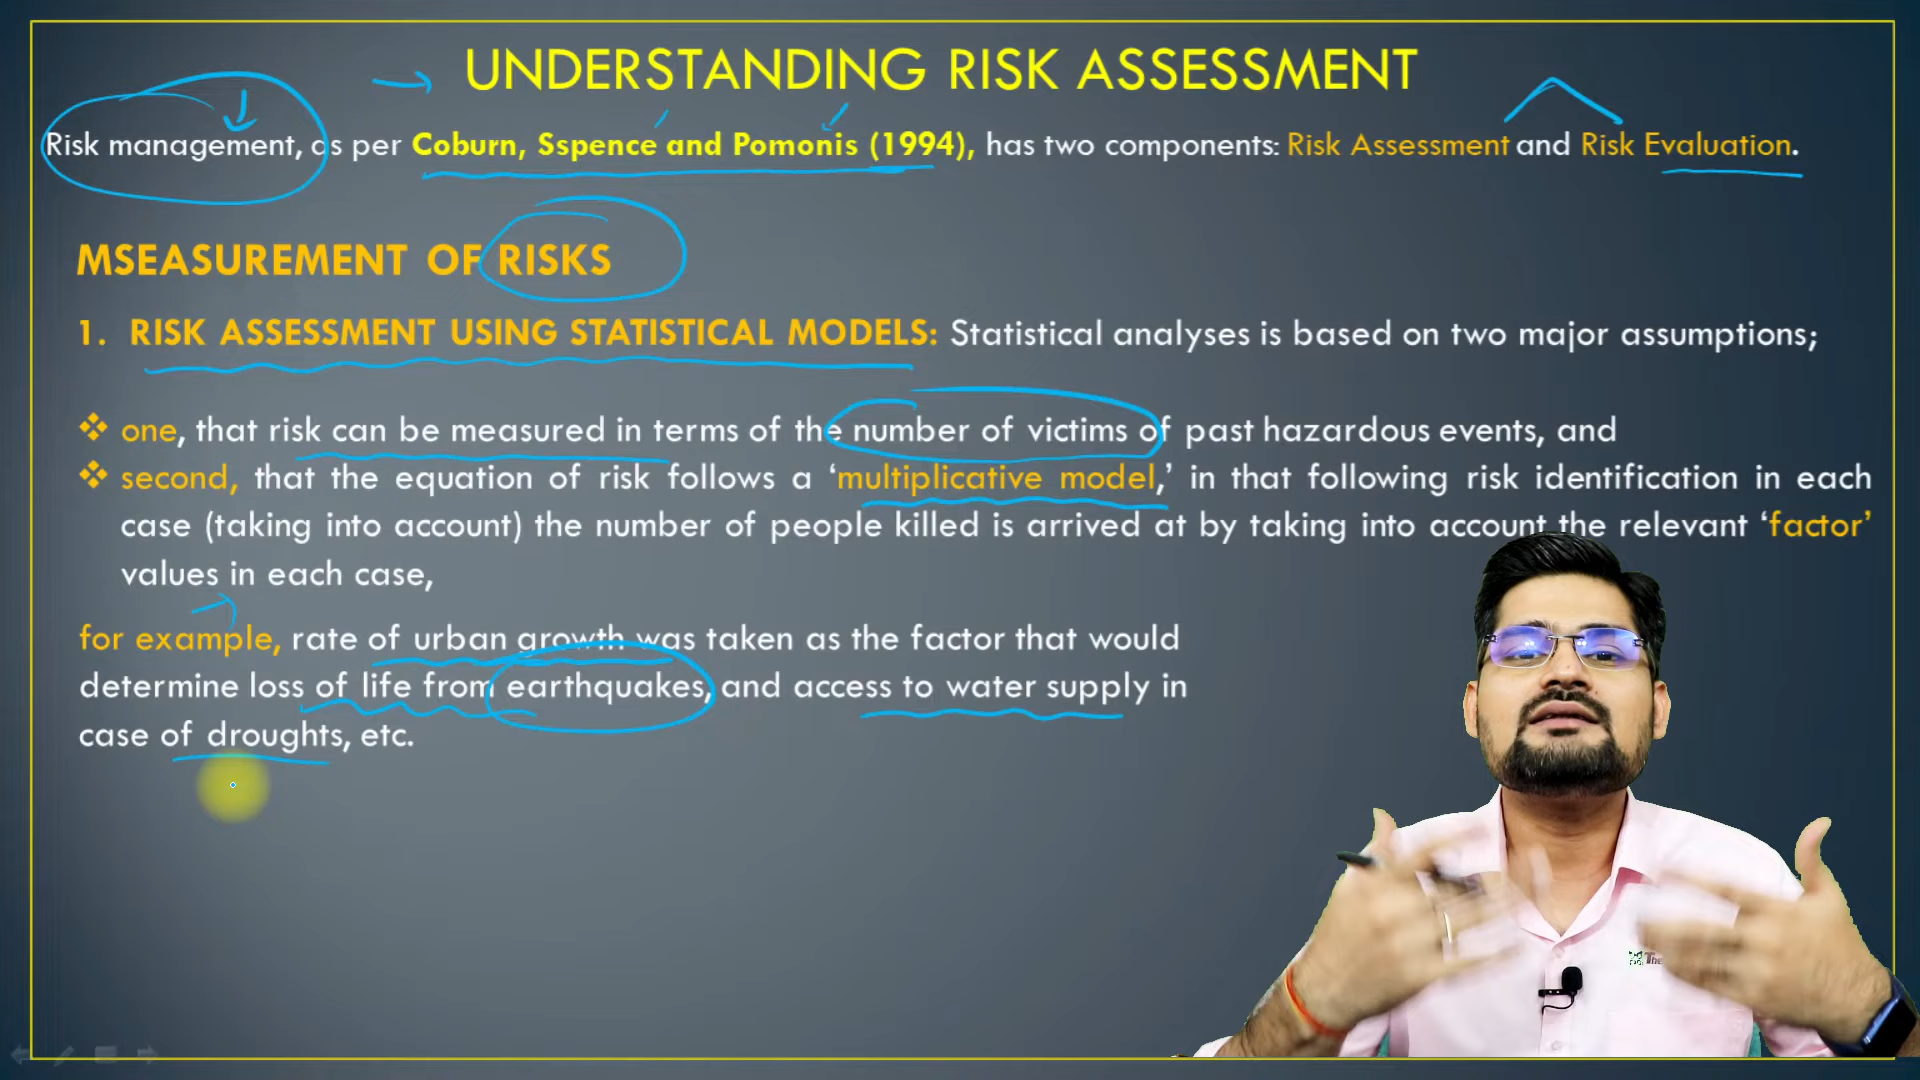 UNDERSTANDING RISK ASSESSMENT
Risk management, as per Coburn, Sspence and Pomonis (1994), has two components: Risk Assessment and Risk Evaluation.
MSEASUREMENT OF RISKS
1. RISK ASSESSMENT USING STATISTICAL MODELS: Statistical analyses is based on two major assumptions;
❖ one, that risk can be measured in terms of the number of victims of past hazardous events, and
❖ second, that the equation of risk follows a ‘multiplicative model,’ in that following risk identification in each
case (taking into account) the number of people killed is arrived at by taking into account the relevant ‘factor’
values in each case,
for example, rate of urban growth was taken as the factor that would
determine loss of life from earthquakes, and access to water supply in
case of droughts, etc.